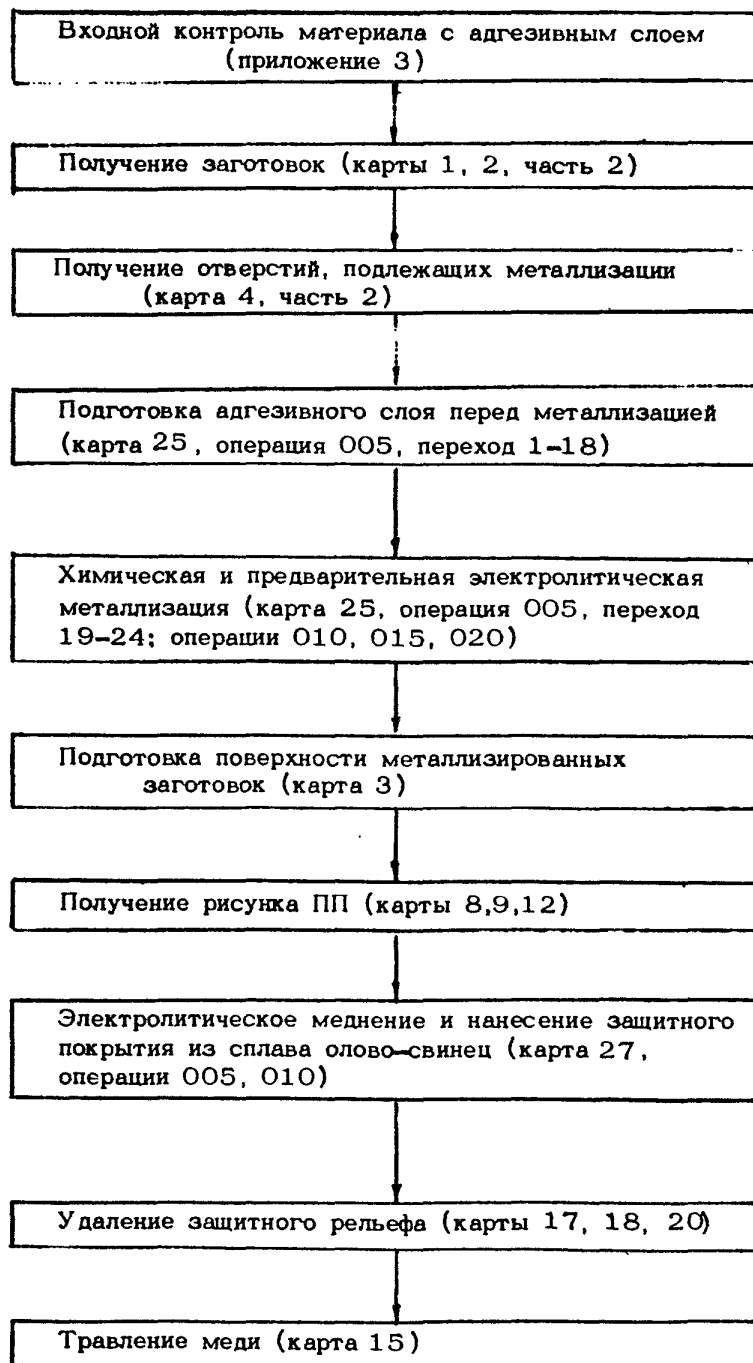 Входной контроль материала с адгезивным слоем
(приложение 3)
Получение заготовок (карты 1, 2, часть 2)
Получение отверстий, подлежащих металлизации
(карта 4, часть 2)
Подготовка адгезивного слоя перед металлизацией
(карта 25, операция 005, переход 1-18)
Химическая и предварительная электролитическая
металлизация (карта 25, операция 005, переход
19-24; операции 010, 015, 020)
Подготовка поверхности металлизированных
заготовок (карта 3)
Получение рисунка ПП (карты 8,9,12)
Электролитическое меднение и нанесение защитного
покрытия из сплава олово-свинец (карта 27,
операции 005, 010)
Удаление защитного рельефа (карты 17, 18, 20)
Травление меди (карта 15)